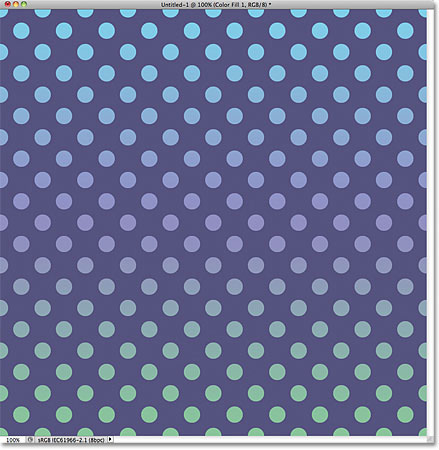 Untitled-1 @ 100% (Color Fill 1, RGB/8) *
100% sRGB IEC61966-2.1 (8bpc)